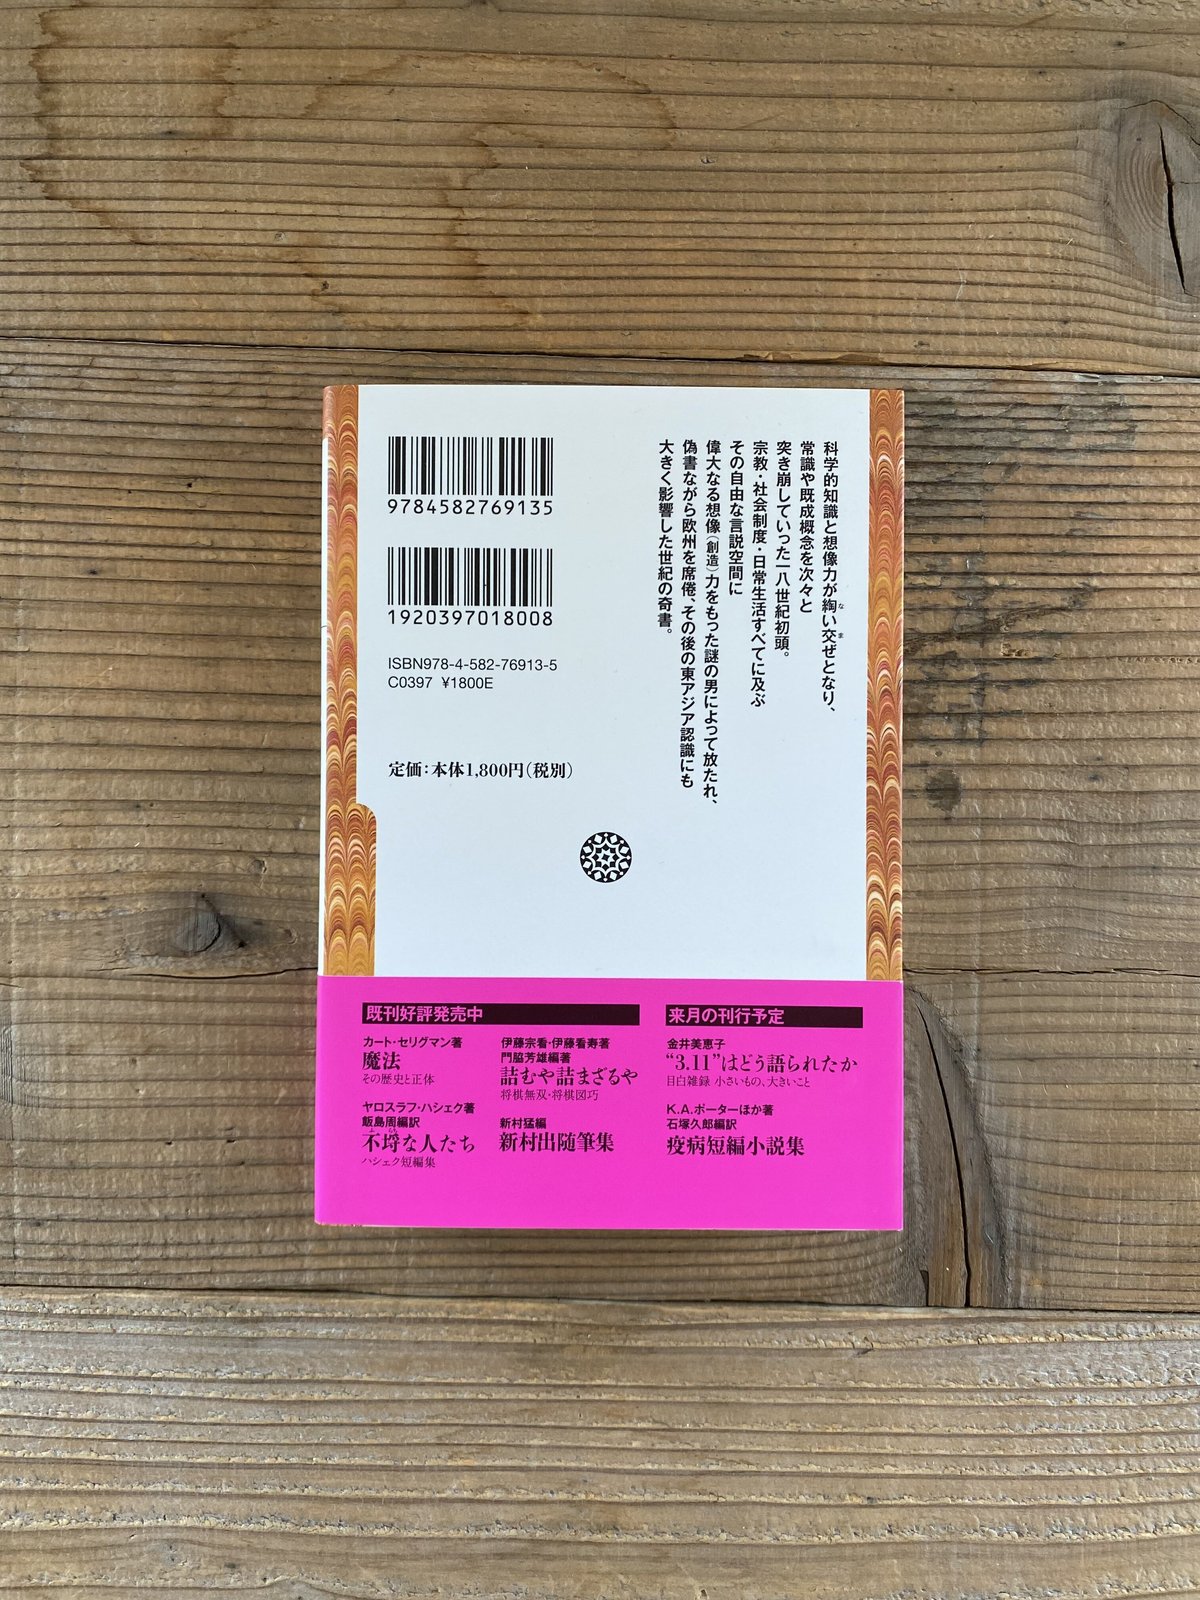 科学的知識と想像力が綯い交ぜとなり、
な
ま
常識や既成概念を次々と
突き崩していった一八世紀初頭。
宗教・社会制度・日常生活すべてに及ぶ
その自由な言説空間に
偉大なる想像（創造）力をもった謎の男によって放たれ、
偽書ながら欧州を席倦、その後の東アジア認識にも
大きく影響した世紀の奇書。
9784582769135
1920397018008
ISBN978-4-582-76913-5
C0397 ¥1800E
定価：本体1,800円（税別）
既刊好評発売中
カート・セリグマン著
魔法
その歴史と正体
ヤロスラフ・ハシェク著
飯島周編訳
不埒な人たち
ふ らち
ハシェク短編集
伊藤宗看・伊藤看寿著
門脇芳雄編著
詰むや詰まざるや
将棋無双・将棋図巧
新村猛編
新村出随筆集
来月の刊行予定
金井美恵子
“3.11”はどう語られたか
目白雑録 小さいもの、大きいこと
K.A.ポーターほか著
石塚久郎編訳
疫病短編小説集